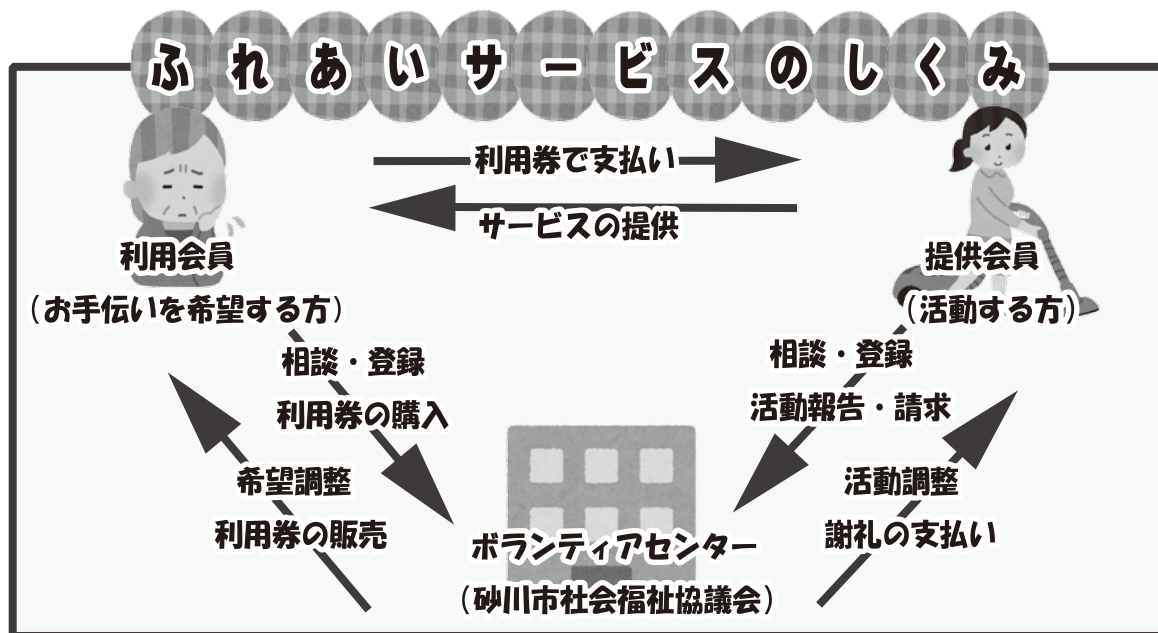 ふれあいサービスのしくみ
利用券で支払い
サービスの提供
利用会員
（お手伝いを希望する方）
提供会員
（活動する方）
相談・登録
利用券の購入
相談・登録
活動報告・請求
希望調整
利用券の販売
活動調整
謝礼の支払い
ボランティアセンター
（砂川市社会福祉協議会）